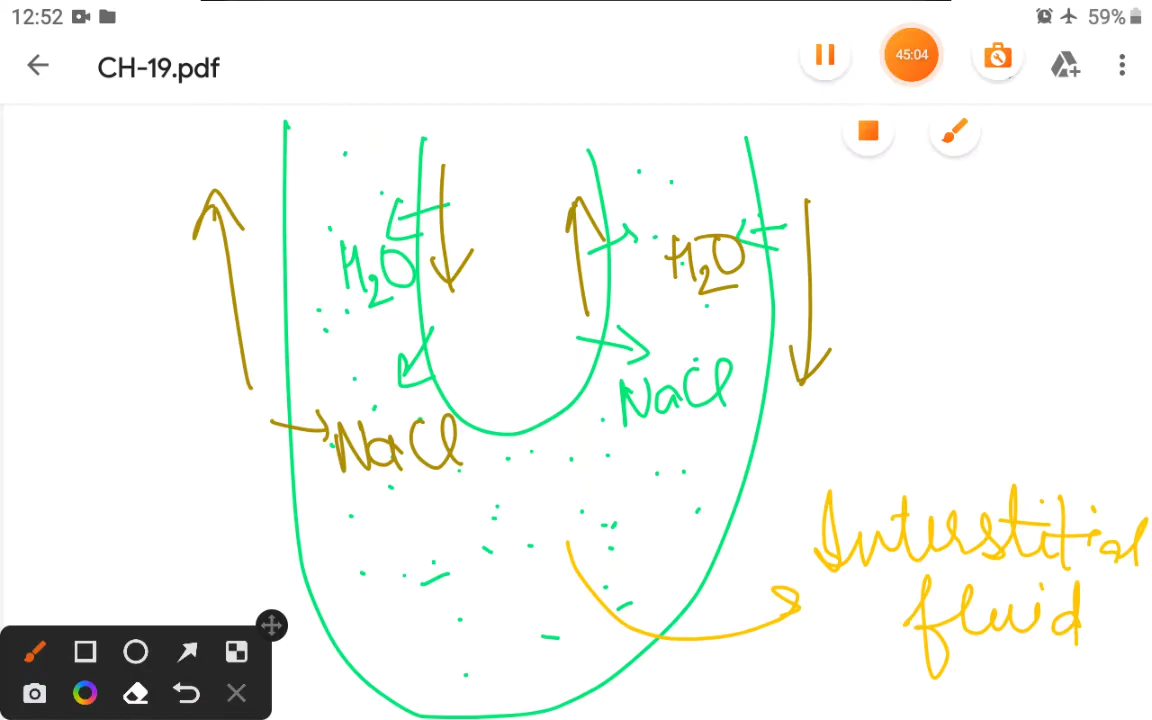 12:52
59%
CH-19.pdf
45:04
H₂O
H₂O
NaCl
NaCl
Interstitial
fluid